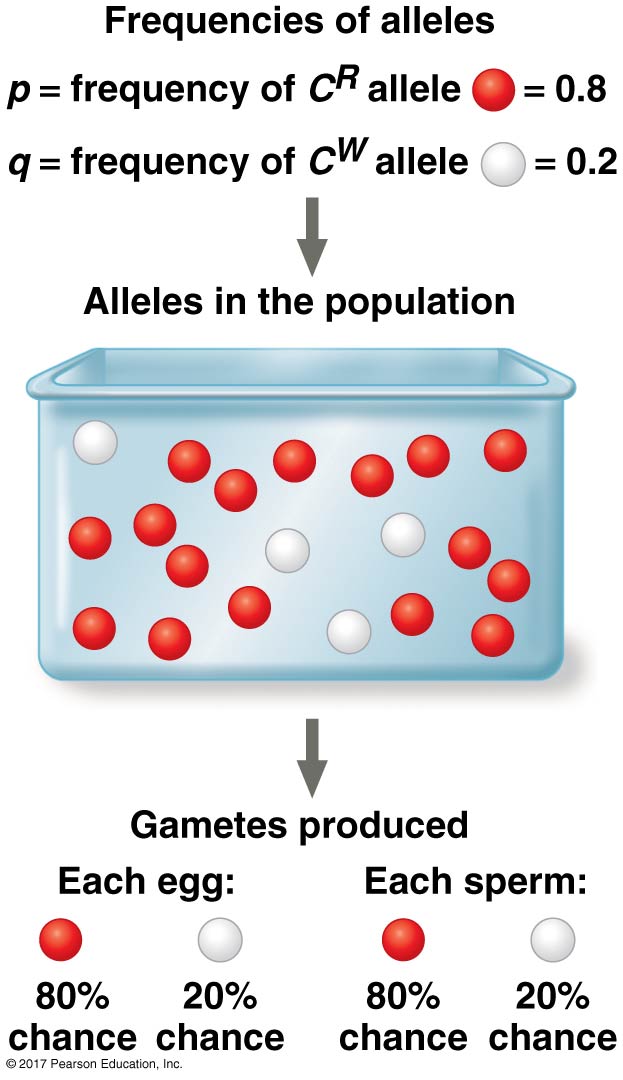 Frequencies of alleles
p = frequency of C^R allele = 0.8
q = frequency of C^W allele = 0.2
Alleles in the population
Gametes produced
Each egg: Each sperm:
80% 20% 80% 20%
chance chance chance chance
© 2017 Pearson Education, Inc.